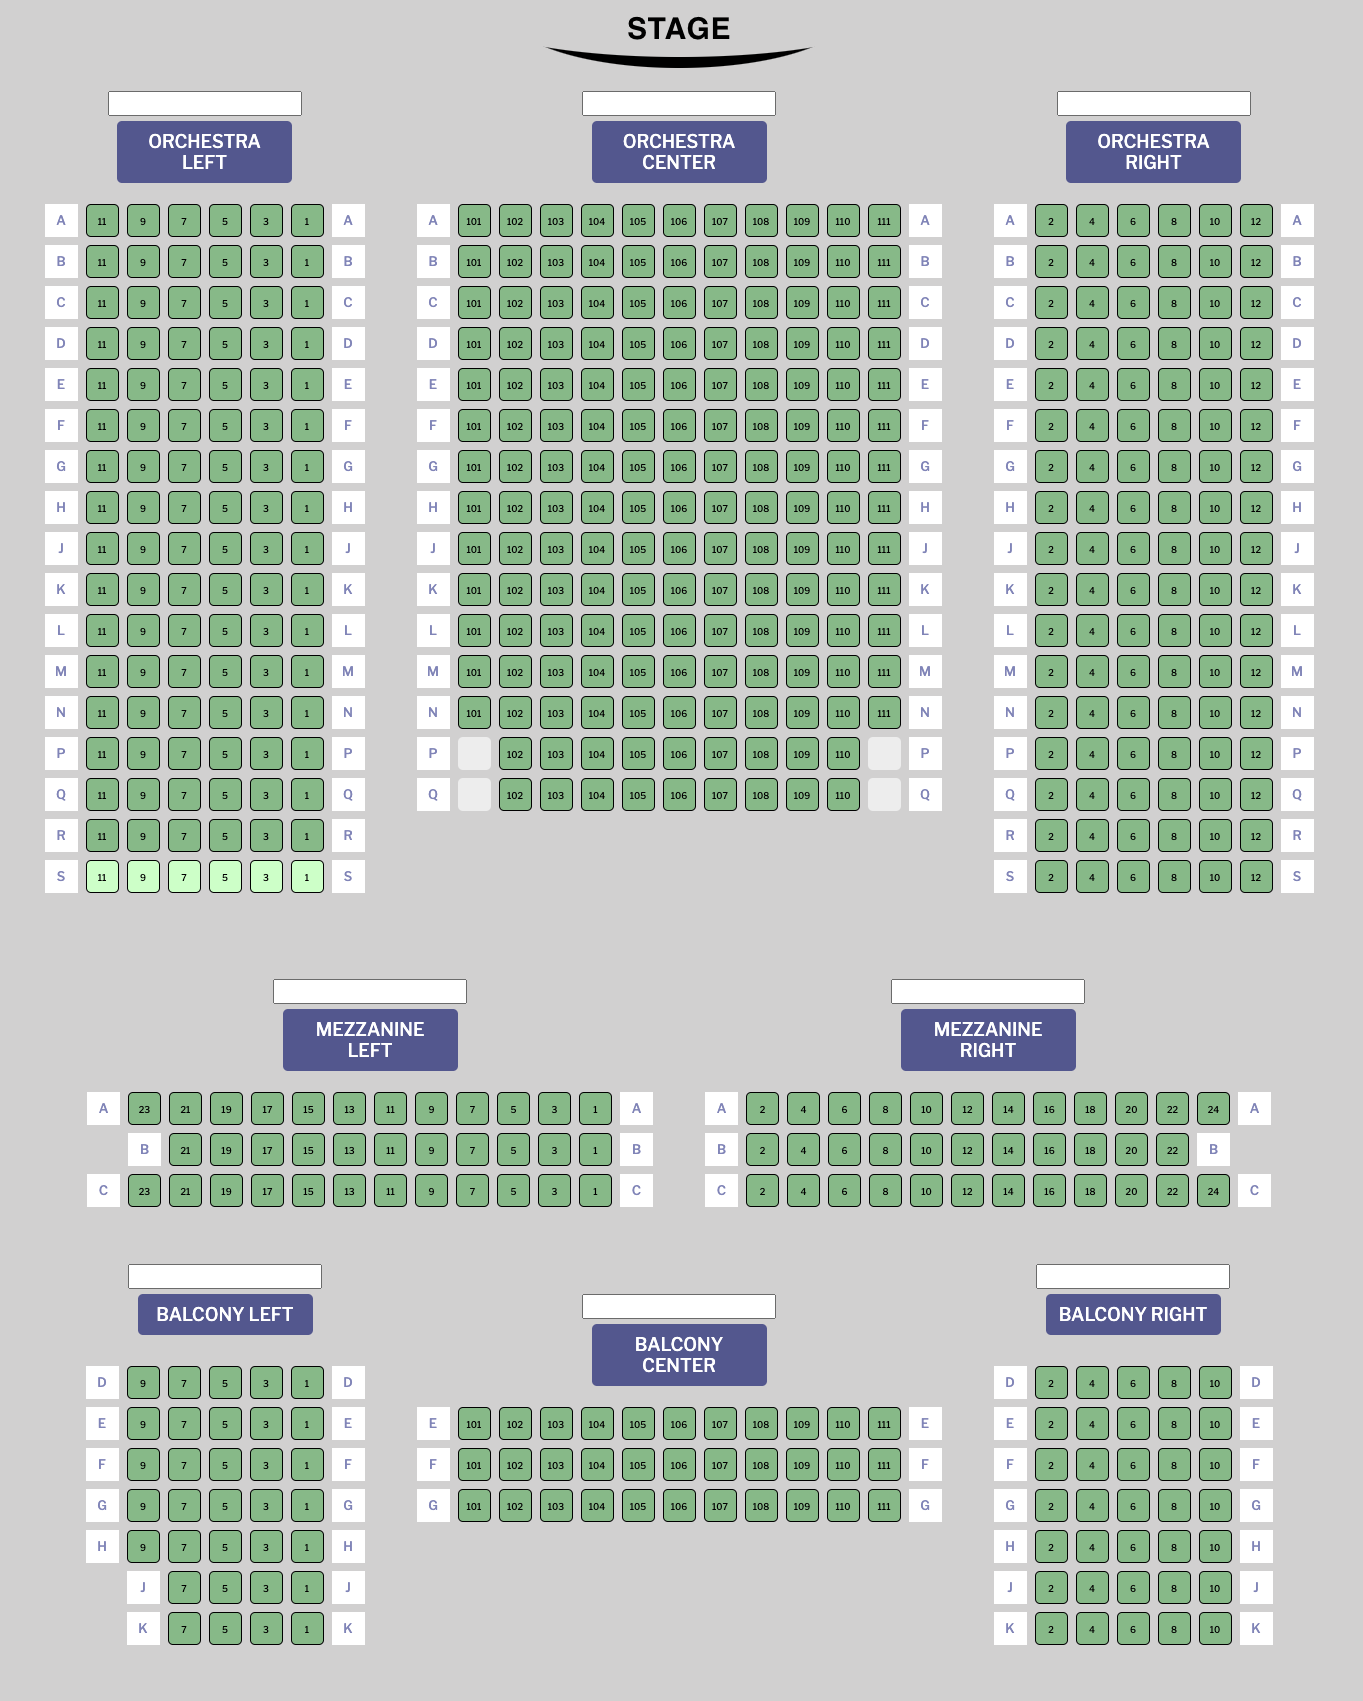 STAGE
ORCHESTRA
LEFT
ORCHESTRA
CENTER
ORCHESTRA
RIGHT
A 11 9 7 5 3 1 A A 101 102 103 104 105 106 107 108 109 110 111 A A 2 4 6 8 10 12 A
B 11 9 7 5 3 1 B B 101 102 103 104 105 106 107 108 109 110 111 B B 2 4 6 8 10 12 B
C 11 9 7 5 3 1 C C 101 102 103 104 105 106 107 108 109 110 111 C C 2 4 6 8 10 12 C
D 11 9 7 5 3 1 D D 101 102 103 104 105 106 107 108 109 110 111 D D 2 4 6 8 10 12 D
E 11 9 7 5 3 1 E E 101 102 103 104 105 106 107 108 109 110 111 E E 2 4 6 8 10 12 E
F 11 9 7 5 3 1 F F 101 102 103 104 105 106 107 108 109 110 111 F F 2 4 6 8 10 12 F
G 11 9 7 5 3 1 G G 101 102 103 104 105 106 107 108 109 110 111 G G 2 4 6 8 10 12 G
H 11 9 7 5 3 1 H H 101 102 103 104 105 106 107 108 109 110 111 H H 2 4 6 8 10 12 H
J 11 9 7 5 3 1 J J 101 102 103 104 105 106 107 108 109 110 111 J J 2 4 6 8 10 12 J
K 11 9 7 5 3 1 K K 101 102 103 104 105 106 107 108 109 110 111 K K 2 4 6 8 10 12 K
L 11 9 7 5 3 1 L L 101 102 103 104 105 106 107 108 109 110 111 L L 2 4 6 8 10 12 L
M 11 9 7 5 3 1 M M 101 102 103 104 105 106 107 108 109 110 111 M M 2 4 6 8 10 12 M
N 11 9 7 5 3 1 N N 101 102 103 104 105 106 107 108 109 110 111 N N 2 4 6 8 10 12 N
P 11 9 7 5 3 1 P P 102 103 104 105 106 107 108 109 110 P P 2 4 6 8 10 12 P
Q 11 9 7 5 3 1 Q Q 102 103 104 105 106 107 108 109 110 Q Q 2 4 6 8 10 12 Q
R 11 9 7 5 3 1 R R 2 4 6 8 10 12 R
S 11 9 7 5 3 1 S S 2 4 6 8 10 12 S
MEZZANINE
LEFT
MEZZANINE
RIGHT
A 23 21 19 17 15 13 11 9 7 5 3 1 A A 2 4 6 8 10 12 14 16 18 20 22 24 A
B 21 19 17 15 13 11 9 7 5 3 1 B B 2 4 6 8 10 12 14 16 18 20 22 B
C 23 21 19 17 15 13 11 9 7 5 3 1 C C 2 4 6 8 10 12 14 16 18 20 22 24 C
BALCONY LEFT
BALCONY
CENTER
BALCONY RIGHT
D 9 7 5 3 1 D D 2 4 6 8 10 D
E 9 7 5 3 1 E E 101 102 103 104 105 106 107 108 109 110 111 E E 2 4 6 8 10 E
F 9 7 5 3 1 F F 101 102 103 104 105 106 107 108 109 110 111 F F 2 4 6 8 10 F
G 9 7 5 3 1 G G 101 102 103 104 105 106 107 108 109 110 111 G G 2 4 6 8 10 G
H 9 7 5 3 1 H H 2 4 6 8 10 H
J 7 5 3 1 J J 2 4 6 8 10 J
K 7 5 3 1 K K 2 4 6 8 10 K